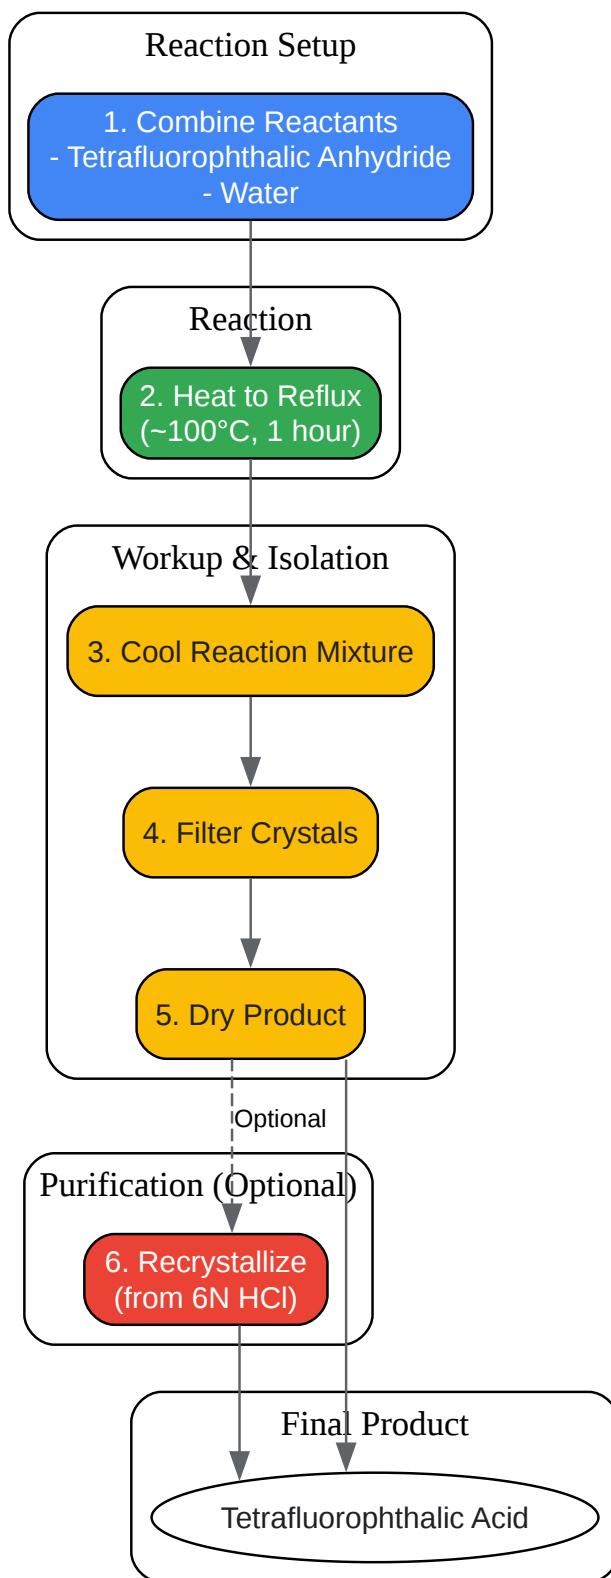 Reaction Setup
1. Combine Reactants
- Tetrafluorophthalic Anhydride
- Water
Reaction
2. Heat to Reflux
(~100°C, 1 hour)
Workup & Isolation
3. Cool Reaction Mixture
4. Filter Crystals
5. Dry Product
Optional
Purification (Optional)
6. Recrystallize
(from 6N HCl)
Final Product
Tetrafluorophthalic Acid